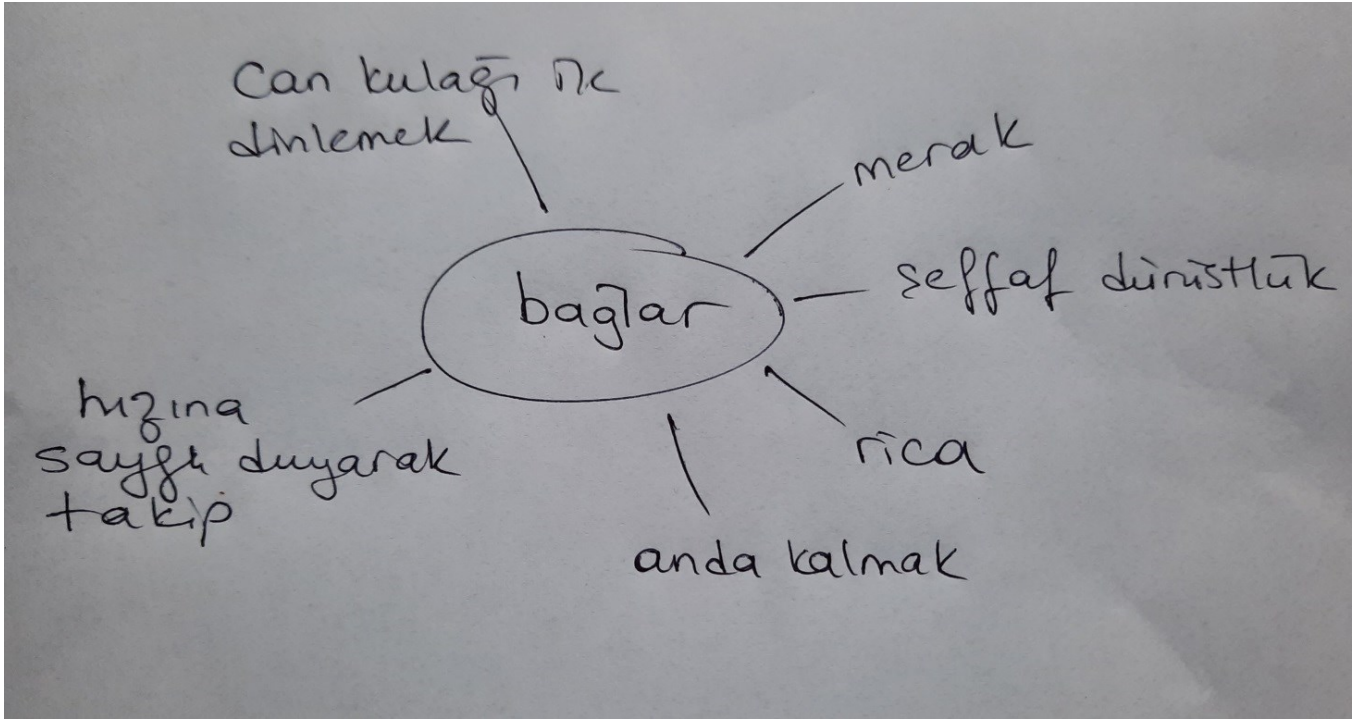 Can kulağı ile
dinlemek
merak
şeffaf dürüstlük
bağlar
hızına
saygı duyarak
takip
rica
anda kalmak